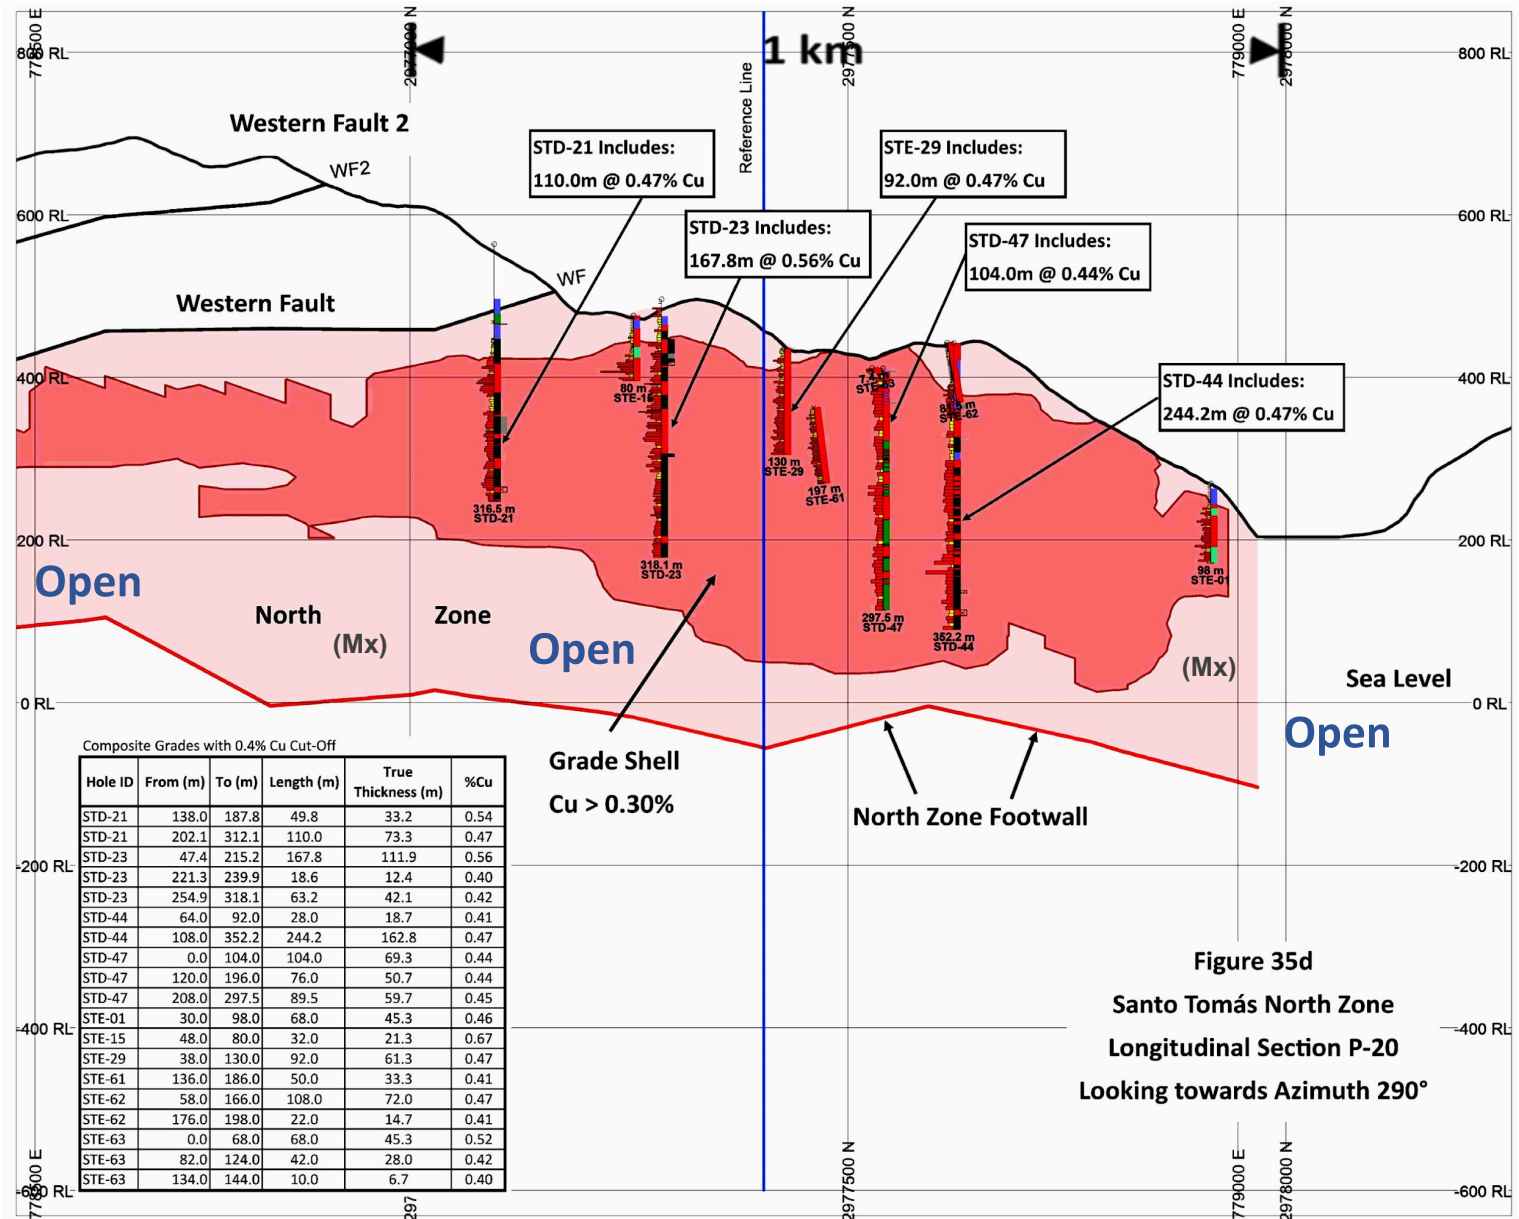 778500 E
2977000 N
2977500 N
779000 E
2978000 N
1 km
800 RL
800 RL
Reference Line
Western Fault 2
WF2
STD-21 Includes:
110.0m @ 0.47% Cu
STE-29 Includes:
92.0m @ 0.47% Cu
600 RL
600 RL
STD-23 Includes:
167.8m @ 0.56% Cu
STD-47 Includes:
104.0m @ 0.44% Cu
WF
Western Fault
400 RL
400 RL
STD-44 Includes:
244.2m @ 0.47% Cu
80 m
STE-15
STE-63
STE-62
130 m
STE-29
197 m
STE-61
316.5 m
STD-21
200 RL
200 RL
318.1 m
STD-23
98 m
STE-01
297.5 m
STD-47
352.2 m
STD-44
Open
North Zone
(Mx)
Open
(Mx)
Sea Level
0 RL
0 RL
Open
Grade Shell
Cu > 0.30%
North Zone Footwall
Composite Grades with 0.4% Cu Cut-Off
Hole ID From (m) To (m) Length (m) True Thickness (m) %Cu
STD-21 138.0 187.8 49.8 33.2 0.54
STD-21 202.1 312.1 110.0 73.3 0.47
STD-23 47.4 215.2 167.8 111.9 0.56
STD-23 221.3 239.9 18.6 12.4 0.40
STD-23 254.9 318.1 63.2 42.1 0.42
STD-44 64.0 92.0 28.0 18.7 0.41
STD-44 108.0 352.2 244.2 162.8 0.47
STD-47 0.0 104.0 104.0 69.3 0.44
STD-47 120.0 196.0 76.0 50.7 0.44
STD-47 208.0 297.5 89.5 59.7 0.45
STE-01 30.0 98.0 68.0 45.3 0.46
STE-15 48.0 80.0 32.0 21.3 0.67
STE-29 38.0 130.0 92.0 61.3 0.47
STE-61 136.0 186.0 50.0 33.3 0.41
STE-62 58.0 166.0 108.0 72.0 0.47
STE-62 176.0 198.0 22.0 14.7 0.41
STE-63 0.0 68.0 68.0 45.3 0.52
STE-63 82.0 124.0 42.0 28.0 0.42
STE-63 134.0 144.0 10.0 6.7 0.40
-200 RL
-200 RL
-400 RL
-400 RL
-600 RL
-600 RL
Figure 35d
Santo Tomás North Zone
Longitudinal Section P-20
Looking towards Azimuth 290°
778500 E
297
2977500 N
779000 E
2978000 N